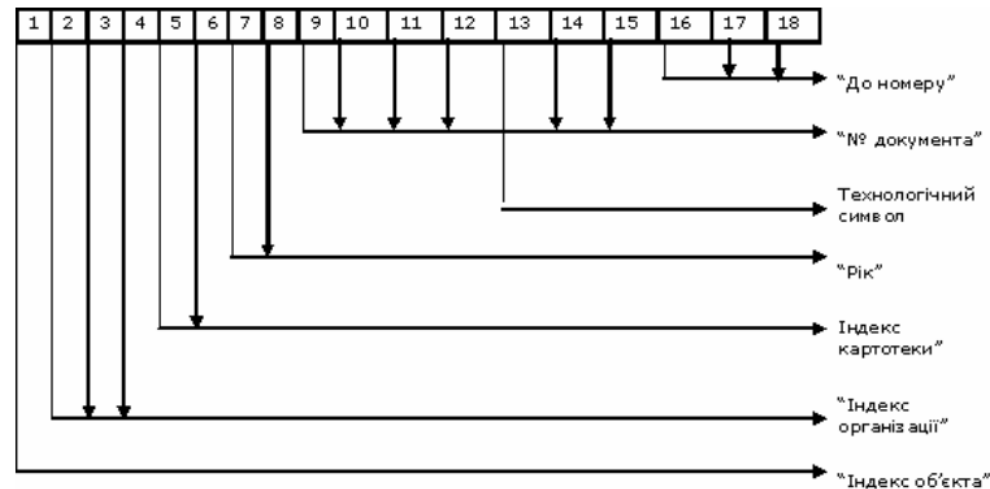 1 2 3 4 5 6 7 8 9 10 11 12 13 14 15 16 17 18
“До номеру”
“№ документа”
Технологічний
символ
“Рік”
Індекс
картотеки”
“Індекс
організації”
“Індекс об’єкта”